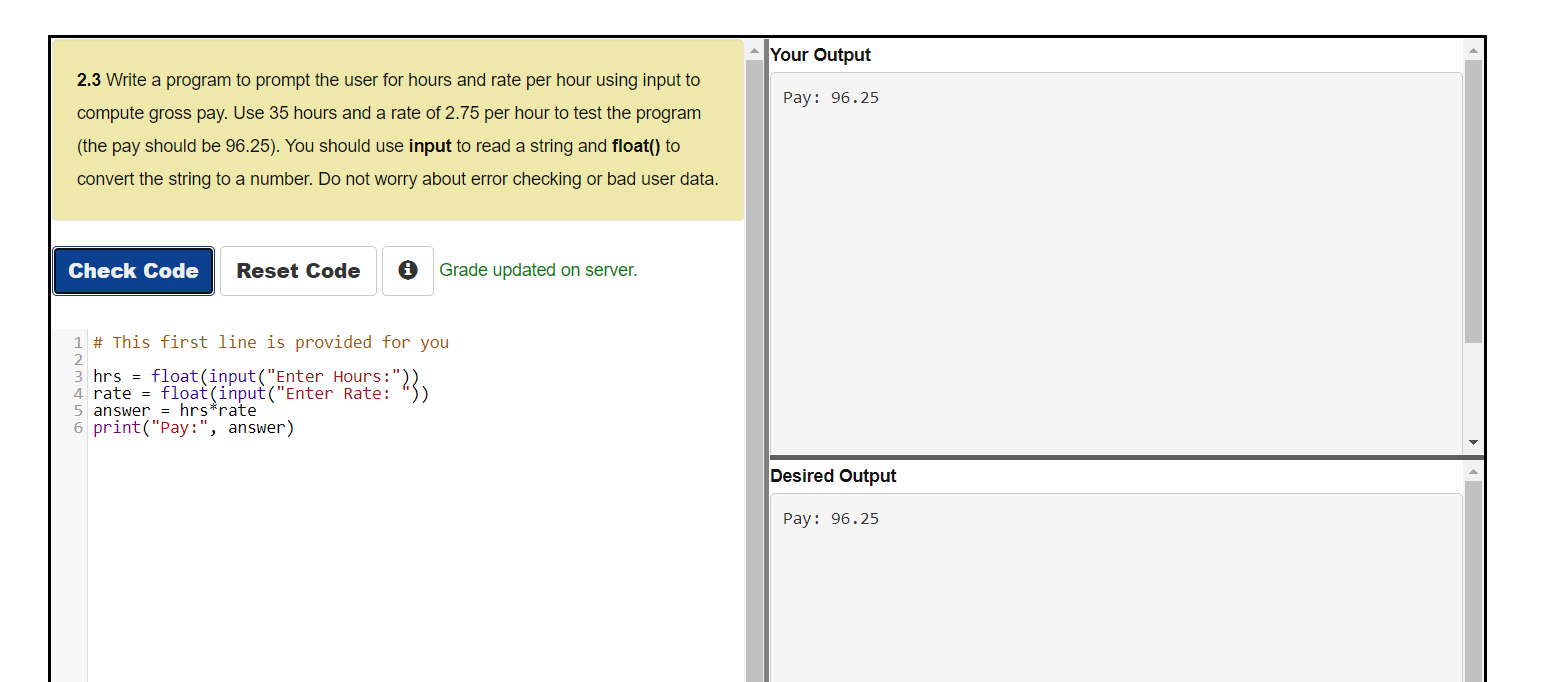 2.3 Write a program to prompt the user for hours and rate per hour using input to
compute gross pay. Use 35 hours and a rate of 2.75 per hour to test the program
(the pay should be 96.25). You should use input to read a string and float() to
convert the string to a number. Do not worry about error checking or bad user data.
Check Code Reset Code Grade updated on server.
1 # This first line is provided for you
2
3 hrs = float(input("Enter Hours:"))
4 rate = float(input("Enter Rate: "))
5 answer = hrs*rate
6 print("Pay:", answer)
Your Output
Pay: 96.25
Desired Output
Pay: 96.25